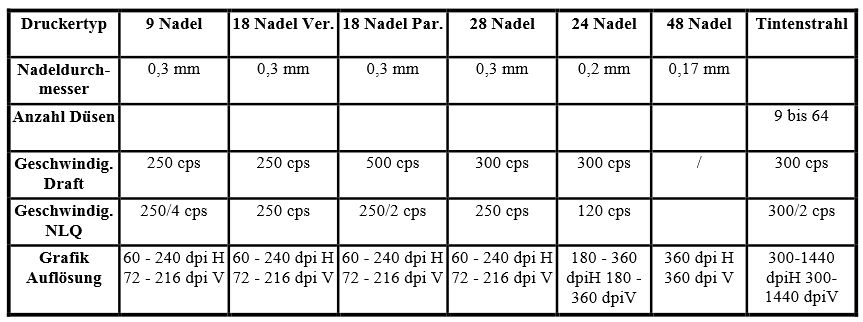 Druckertyp 9 Nadel 18 Nadel Ver. 18 Nadel Par. 28 Nadel 24 Nadel 48 Nadel Tintenstrahl
Nadeldurch- 0,3 mm 0,3 mm 0,3 mm 0,3 mm 0,2 mm 0,17 mm
messer
Anzahl Düsen 9 bis 64
Geschwindig. 250 cps 250 cps 500 cps 300 cps 300 cps / 300 cps
Draft
Geschwindig. 250/4 cps 250 cps 250/2 cps 250 cps 120 cps 300/2 cps
NLQ
Grafik 60 - 240 dpi H 60 - 240 dpi H 60 - 240 dpi H 60 - 240 dpi H 180 - 360 360 dpi H 300-1440
Auflösung 72 - 216 dpi V 72 - 216 dpi V 72 - 216 dpi V 72 - 216 dpi V dpiH 180 - 360 dpi V dpiH 300-
360 dpiV 1440 dpiV